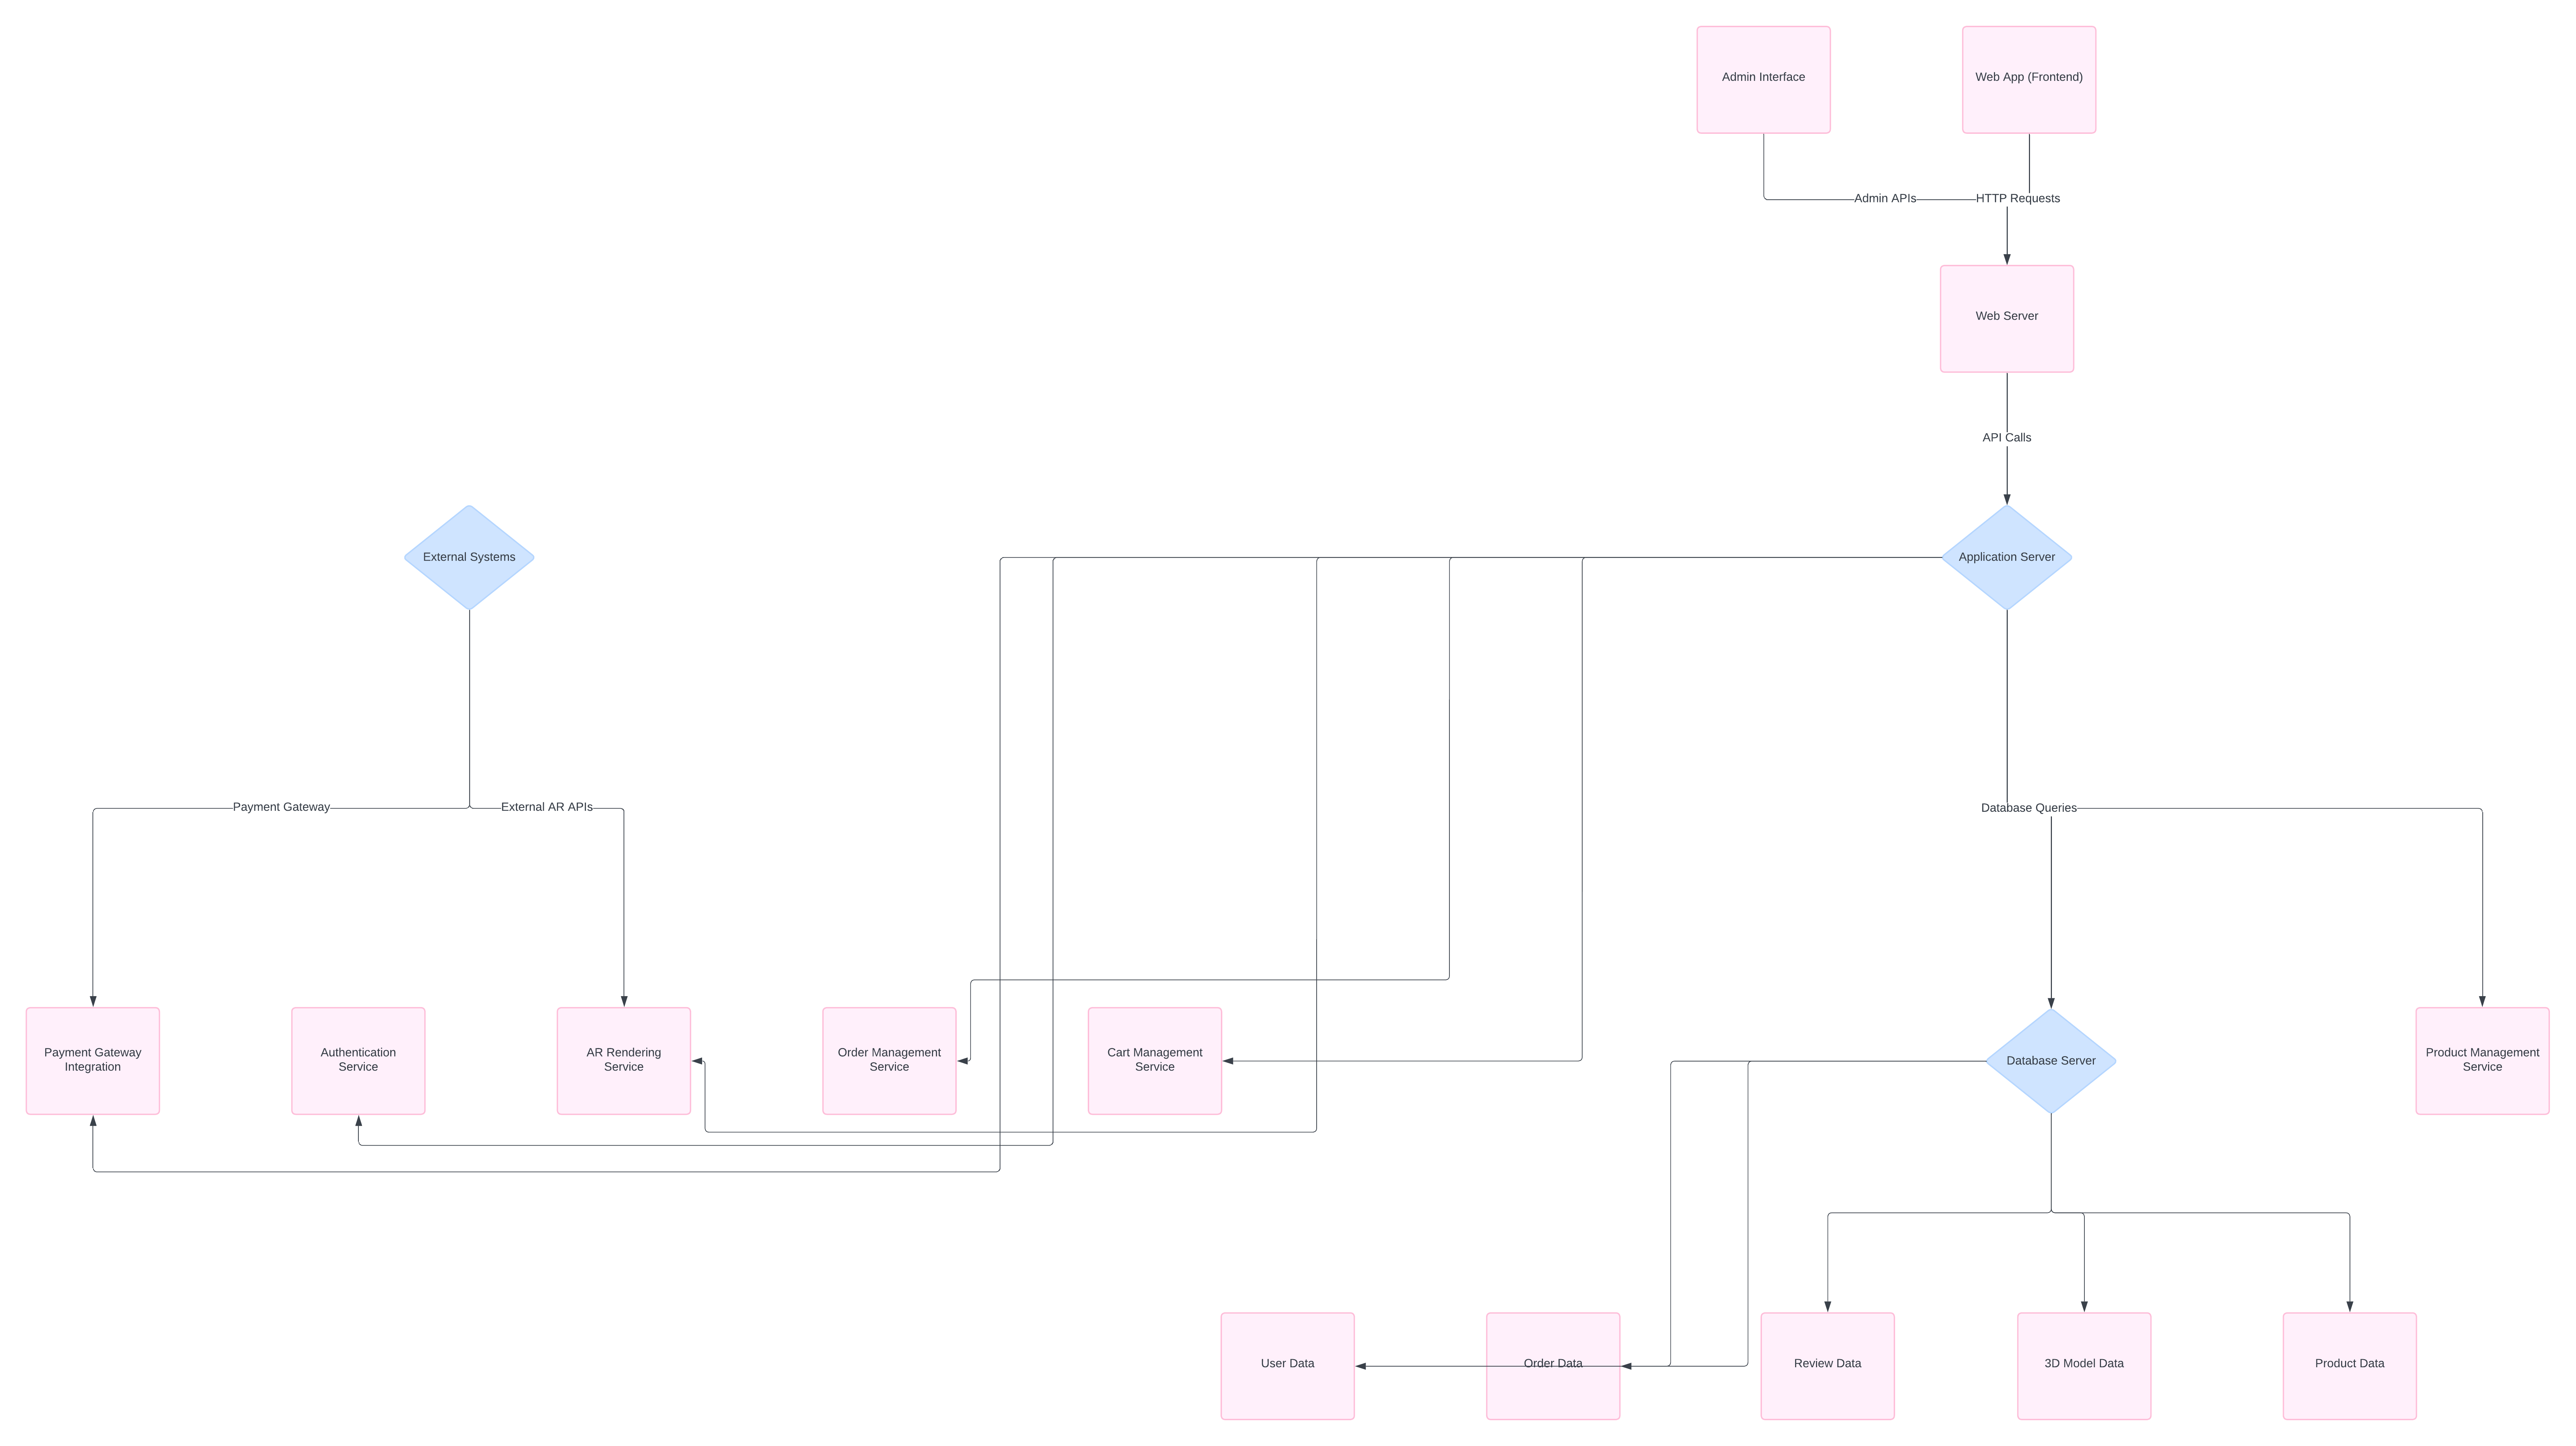 Admin Interface
Web App (Frontend)
Admin APIs
HTTP Requests
Web Server
API Calls
External Systems
Application Server
Payment Gateway
External AR APIs
Database Queries
Payment Gateway
Integration
Authentication
Service
AR Rendering
Service
Order Management
Service
Cart Management
Service
Database Server
Product Management
Service
User Data
Order Data
Review Data
3D Model Data
Product Data